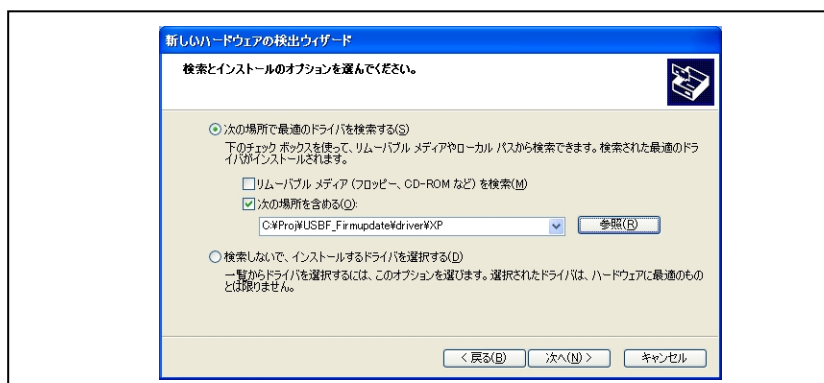 新しいハードウェアの検出ウィザード
検索とインストールのオプションを選んでください。
次の場所で最適のドライバを検索する(S)
下のチェック ボックスを使って、リムーバブル メディアやローカル パスから検索できます。検索された最適のドラ
イバがインストールされます。
リムーバブル メディア (フロッピー、CD-ROM など) を検索(M)
次の場所を含める(O):
C:¥Proj¥USBF_Firmupdate¥driver¥XP
参照(R)
検索しないで、インストールするドライバを選択する(D)
一覧からドライバを選択するには、このオプションを選びます。選択されたドライバは、ハードウェアに最適のもの
とは限りません。
< 戻る(B) 次へ(N) > キャンセル